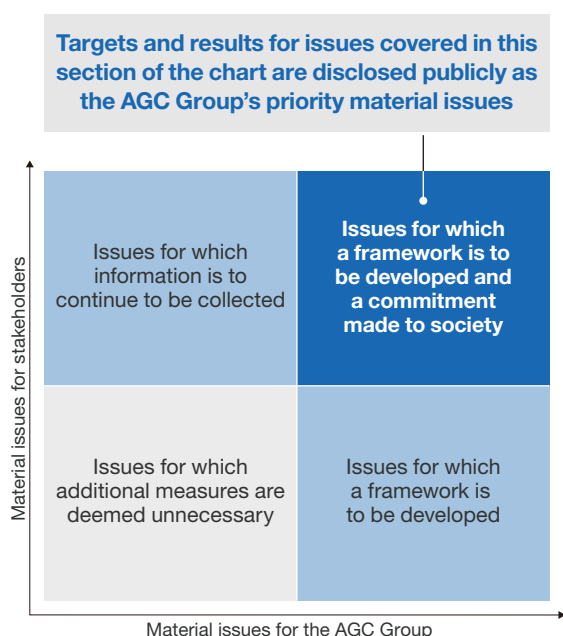 Targets and results for issues covered in this
section of the chart are disclosed publicly as
the AGC Group's priority material issues
Material issues for stakeholders
Issues for which
information is to
continue to be collected
Issues for which
a framework is to
be developed and
a commitment
made to society
Issues for which
additional measures are
deemed unnecessary
Issues for which
a framework is
to be developed
Material issues for the AGC Group